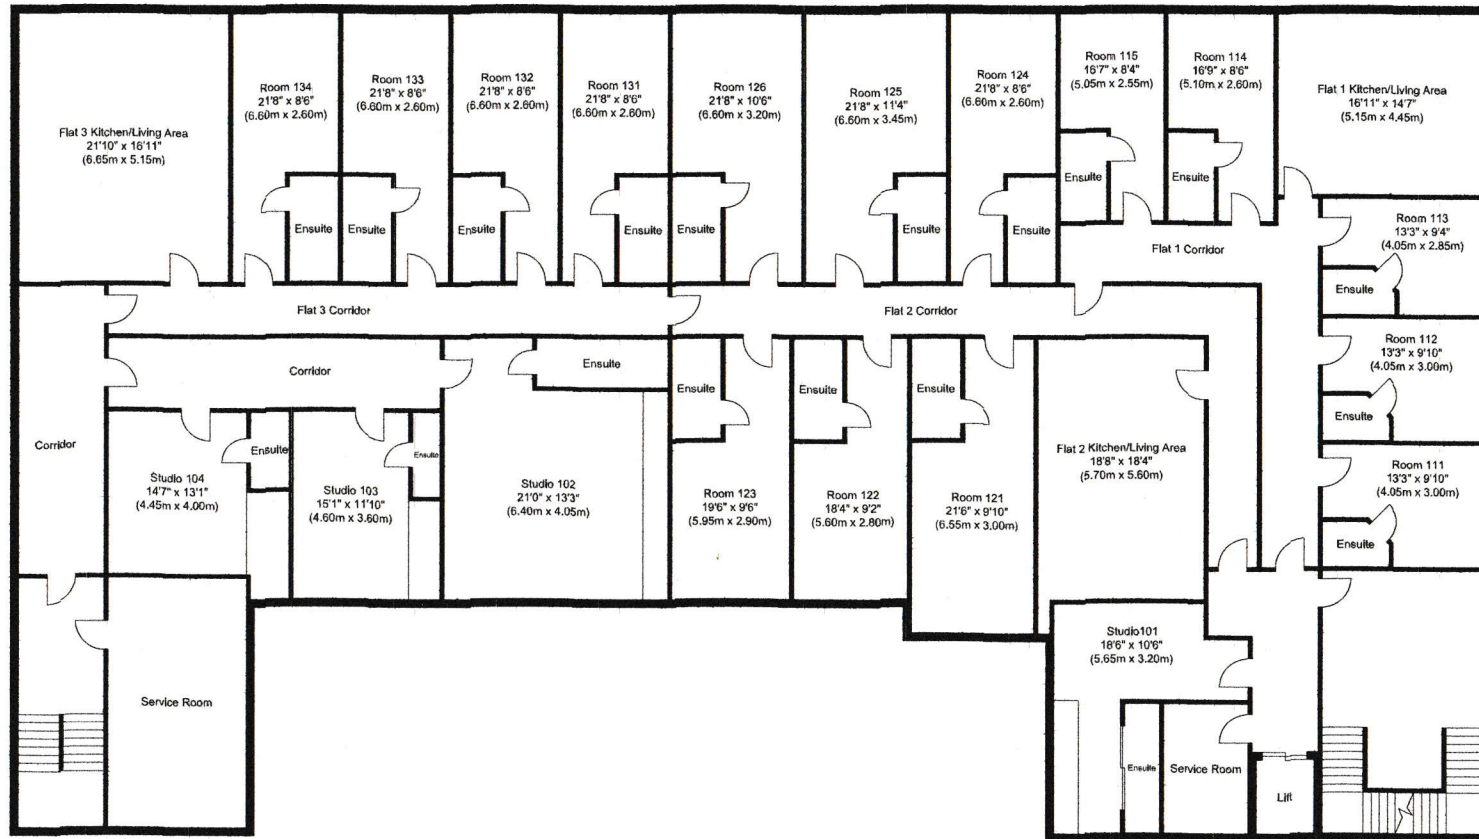 Flat 3 Kitchen/Living Area
21'10" x 16'11"
(6.65m x 5.15m)
Room 134
21'8" x 8'6"
(6.60m x 2.60m)
Ensuite
Room 133
21'8" x 8'6"
(6.60m x 2.60m)
Ensuite
Room 132
21'8" x 8'6"
(6.60m x 2.60m)
Ensuite
Room 131
21'8" x 8'6"
(6.60m x 2.60m)
Ensuite
Room 126
21'8" x 10'6"
(6.60m x 3.20m)
Ensuite
Room 125
21'8" x 11'4"
(6.60m x 3.45m)
Ensuite
Room 124
21'8" x 8'6"
(6.60m x 2.60m)
Ensuite
Room 115
16'7" x 8'4"
(5.05m x 2.55m)
Ensuite
Room 114
16'9" x 8'6"
(5.10m x 2.60m)
Ensuite
Flat 1 Kitchen/Living Area
16'11" x 14'7"
(5.15m x 4.45m)
Flat 1 Corridor
Room 113
13'3" x 9'4"
(4.05m x 2.85m)
Ensuite
Flat 3 Corridor
Flat 2 Corridor
Room 112
13'3" x 9'10"
(4.05m x 3.00m)
Ensuite
Corridor
Corridor
Studio 104
14'7" x 13'1"
(4.45m x 4.00m)
Ensuite
Studio 103
15'1" x 11'10"
(4.60m x 3.60m)
Ensuite
Ensuite
Studio 102
21'0" x 13'3"
(6.40m x 4.05m)
Ensuite
Room 123
19'6" x 9'6"
(5.95m x 2.90m)
Ensuite
Room 122
18'4" x 9'2"
(5.60m x 2.80m)
Ensuite
Room 121
21'6" x 9'10"
(6.55m x 3.00m)
Flat 2 Kitchen/Living Area
18'8" x 18'4"
(5.70m x 5.60m)
Room 111
13'3" x 9'10"
(4.05m x 3.00m)
Ensuite
Service Room
Studio101
18'6" x 10'6"
(5.65m x 3.20m)
Ensuite
Service Room
Lift